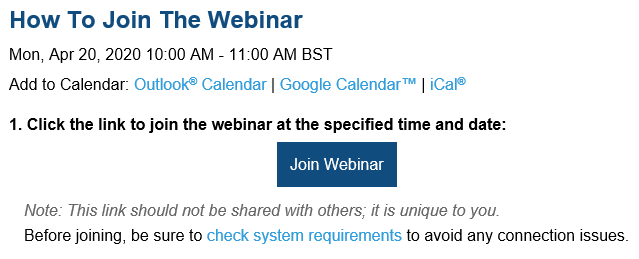 How To Join The Webinar
Mon, Apr 20, 2020 10:00 AM - 11:00 AM BST
Add to Calendar: Outlook® Calendar | Google Calendar™ | iCal®
1. Click the link to join the webinar at the specified time and date:
Join Webinar
Note: This link should not be shared with others; it is unique to you.
Before joining, be sure to check system requirements to avoid any connection issues.